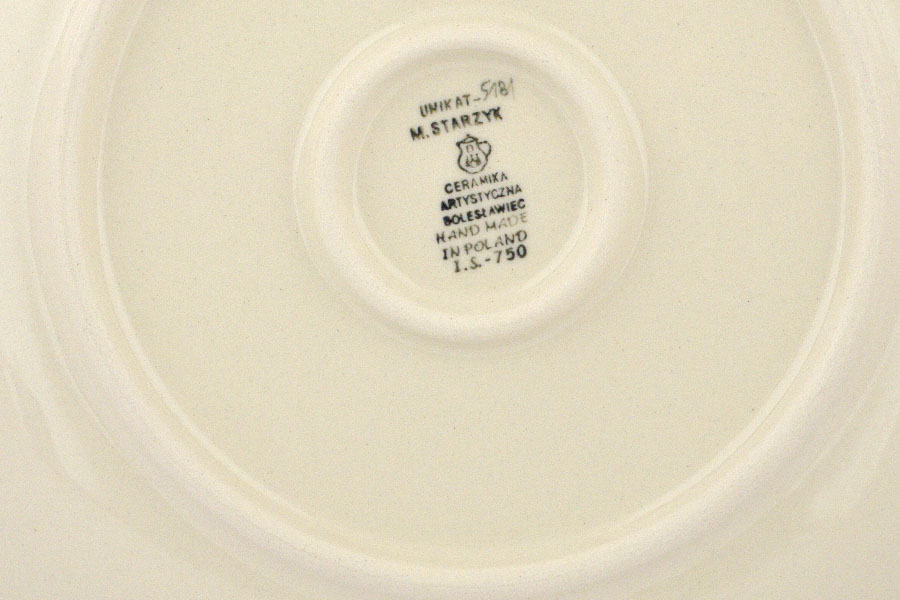 UNIKAT-5181
M. STARZYK
CERAMIKA
ARTYSTYCZNA
BOLESŁAWIEC
HAND MADE
IN POLAND
I.S.-750